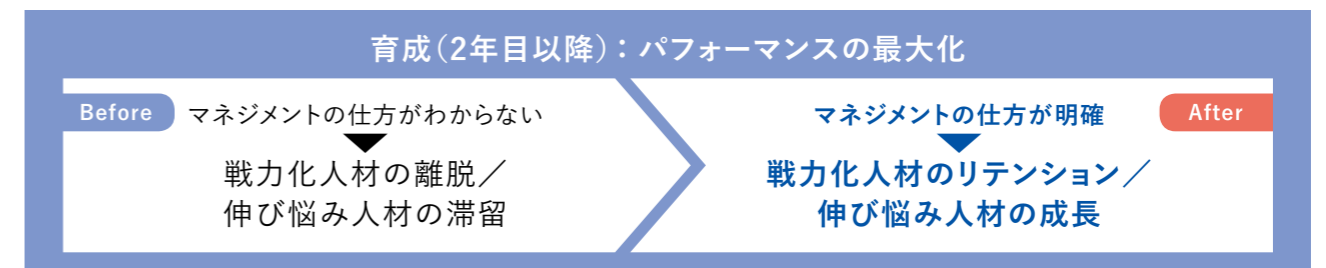 育成（2年目以降）：パフォーマンスの最大化
Before
マネジメントの仕方がわからない
戦力化人材の離脱／
伸び悩み人材の滞留
マネジメントの仕方が明確
After
戦力化人材のリテンション／
伸び悩み人材の成長